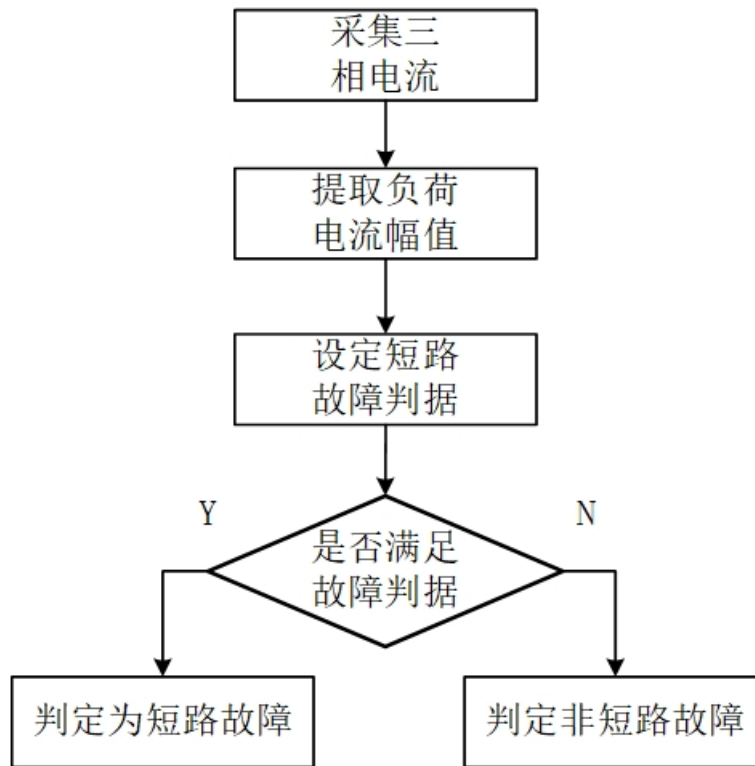 采集三
相电流
提取负荷
电流幅值
设定短路
故障判据
Y
N
是否满足
故障判据
判定为短路故障
判定非短路故障